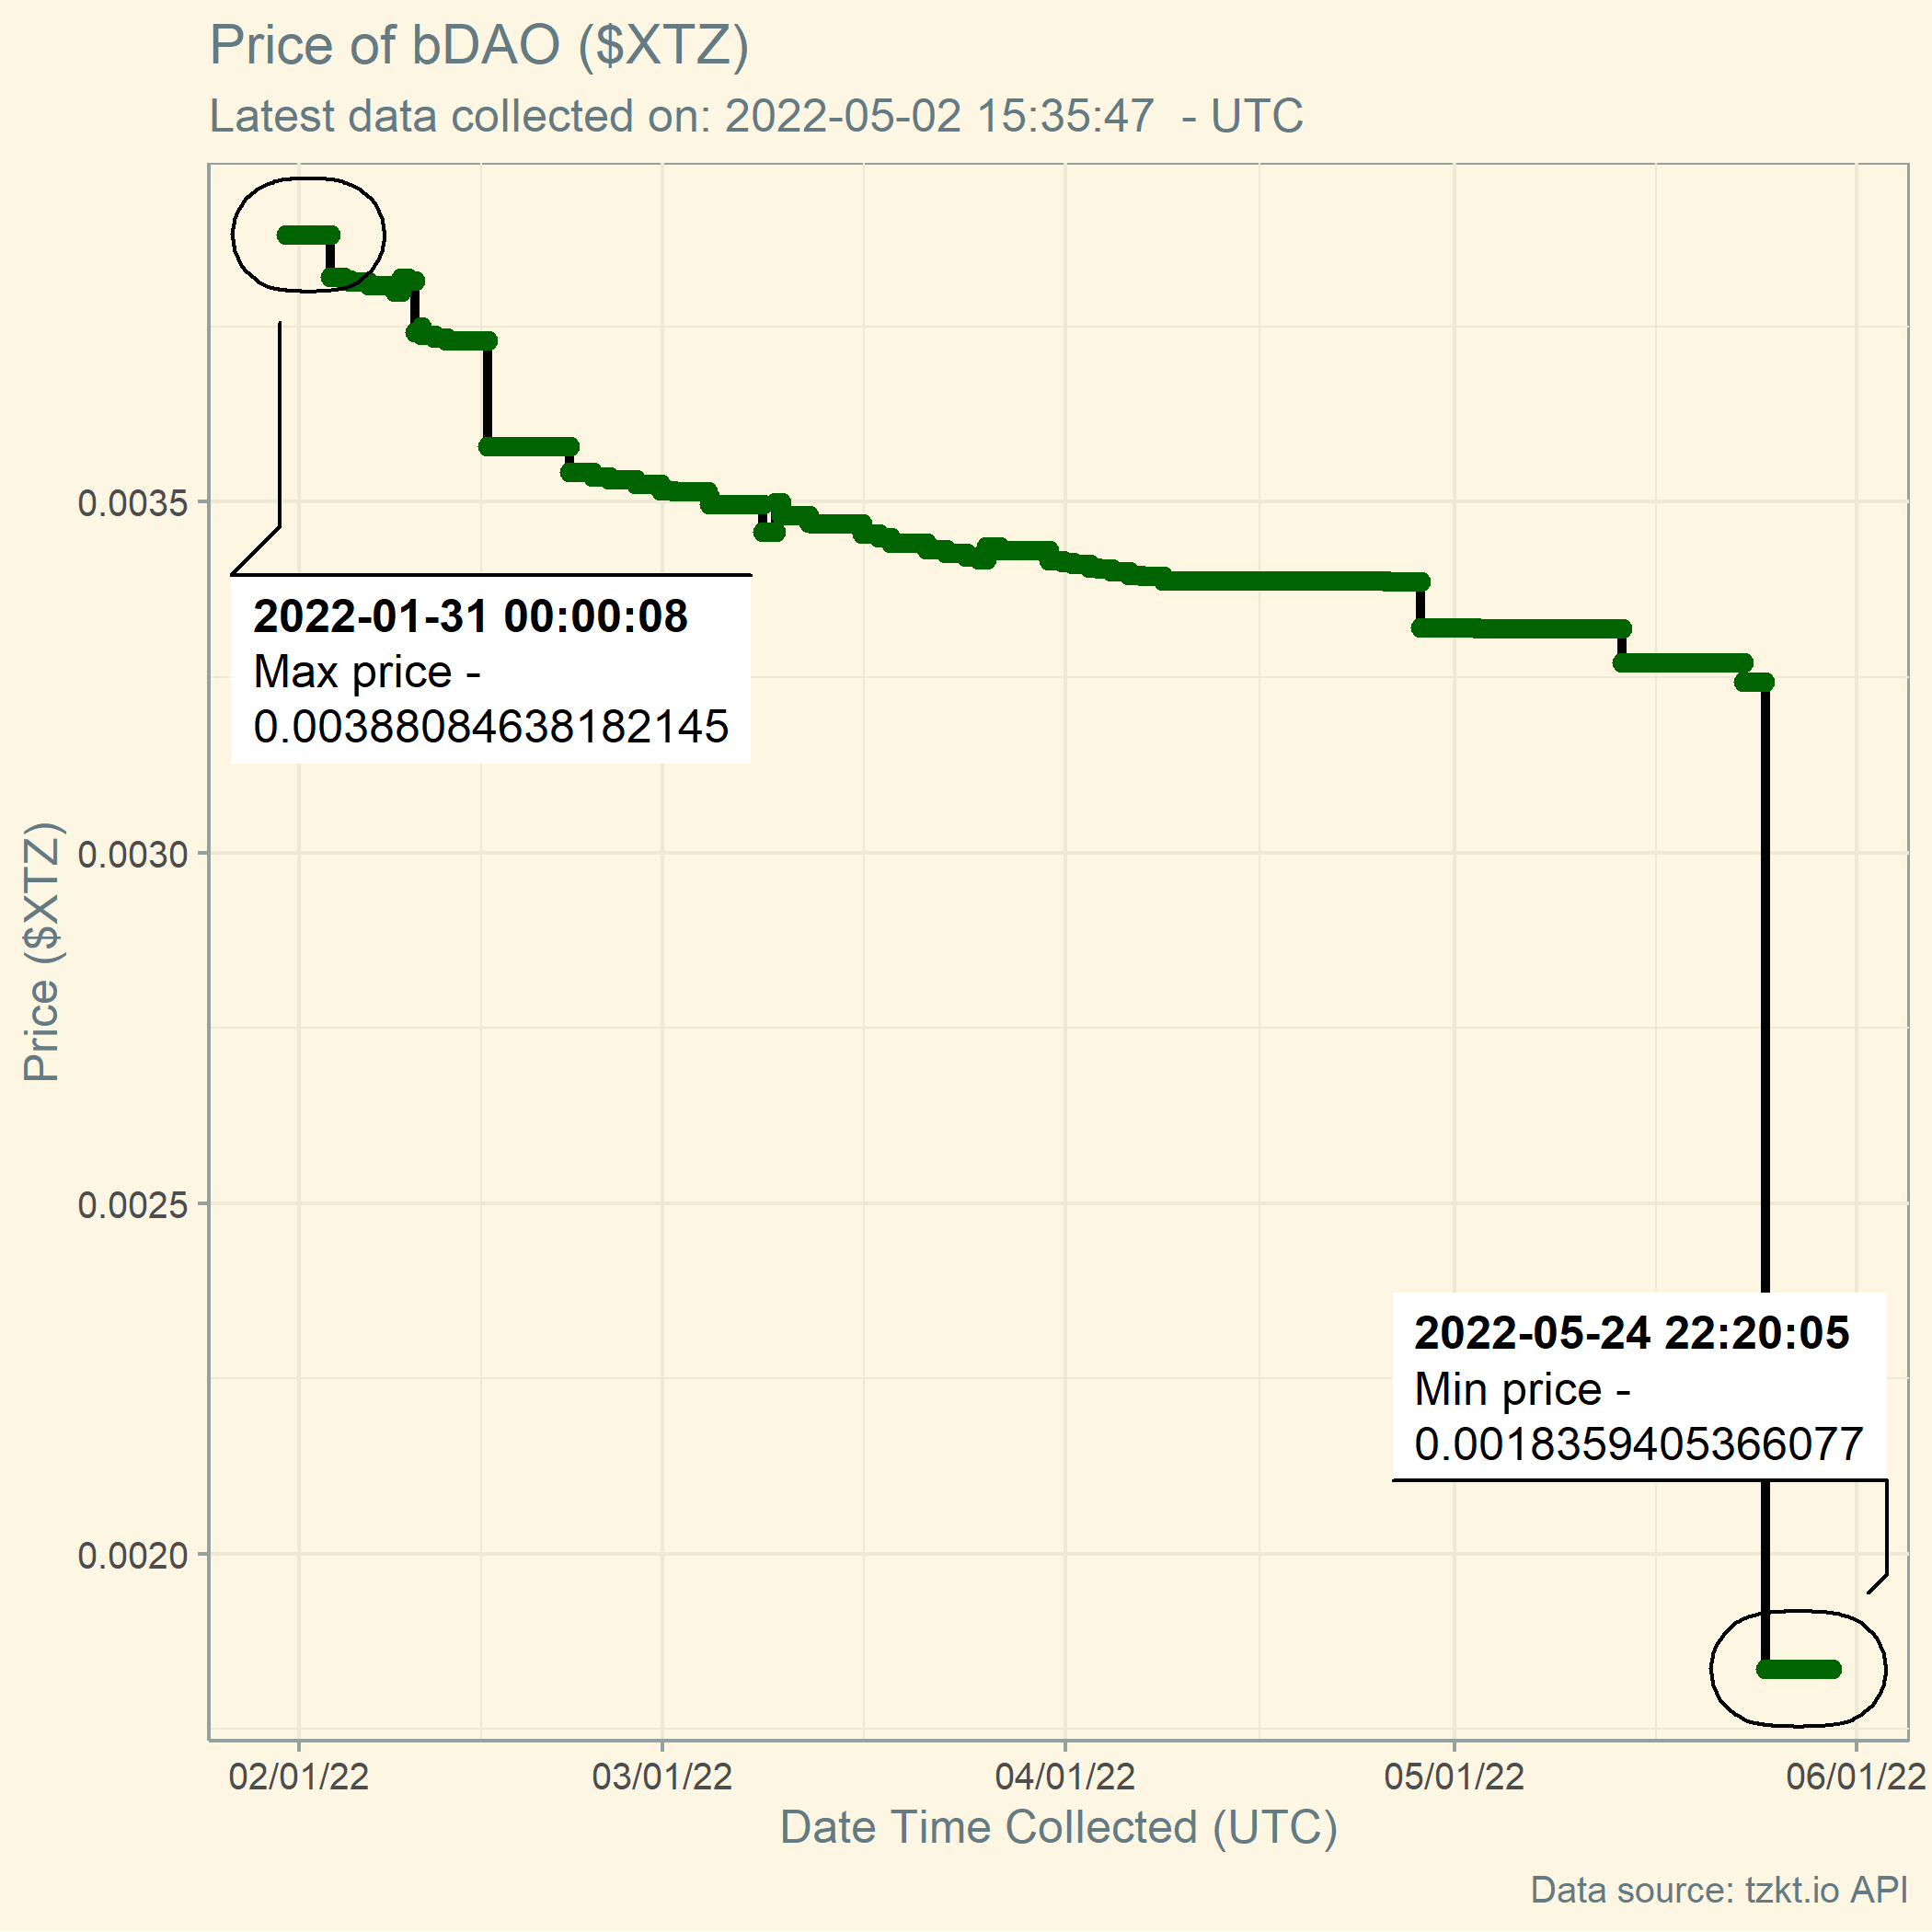 Price of bDAO ($XTZ)
Latest data collected on: 2022-05-02 15:35:47  - UTC
0.0035
0.0030
0.0025
0.0020
Price ($XTZ)
2022-01-31 00:00:08
Max price -
0.00388084638182145
2022-05-24 22:20:05
Min price -
0.0018359405366077
02/01/22
03/01/22
04/01/22
05/01/22
06/01/22
Date Time Collected (UTC)
Data source: tzkt.io API